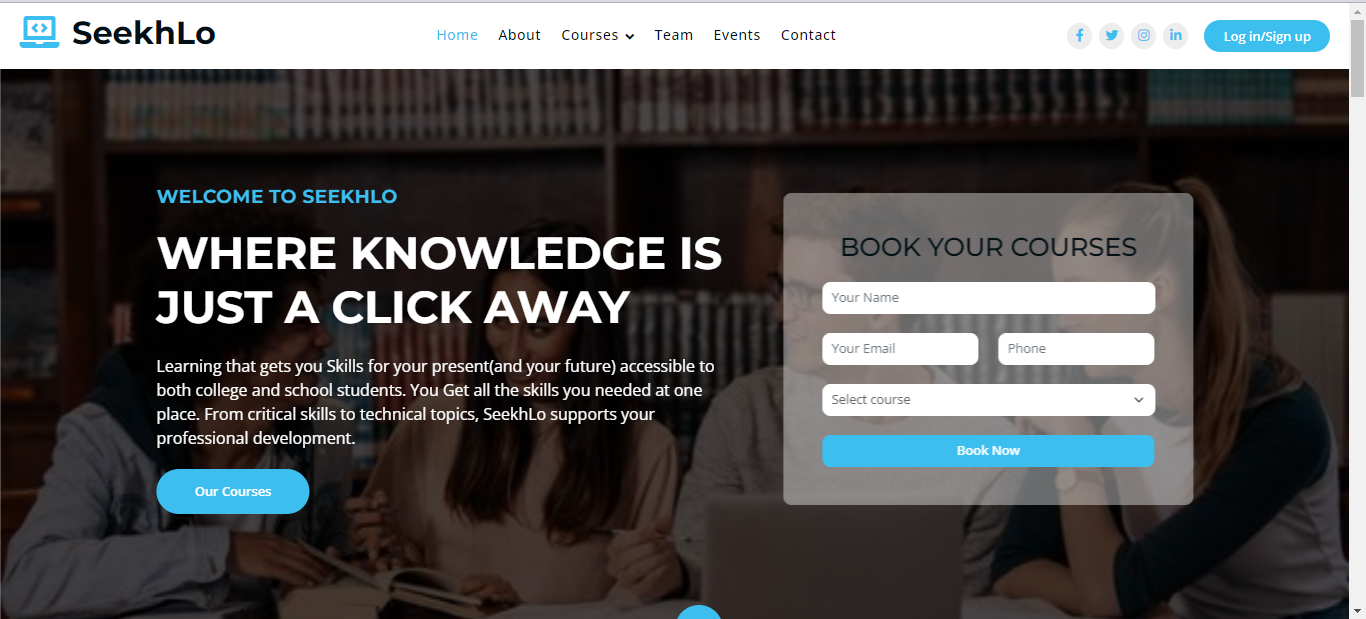 SeekhLo
Home About Courses Team Events Contact
Log in/Sign up
WELCOME TO SEEKHLO
WHERE KNOWLEDGE IS
JUST A CLICK AWAY
Learning that gets you Skills for your present(and your future) accessible to
both college and school students. You Get all the skills you needed at one
place. From critical skills to technical topics, SeekhLo supports your
professional development.
Our Courses
BOOK YOUR COURSES
Your Name
Your Email Phone
Select course
Book Now